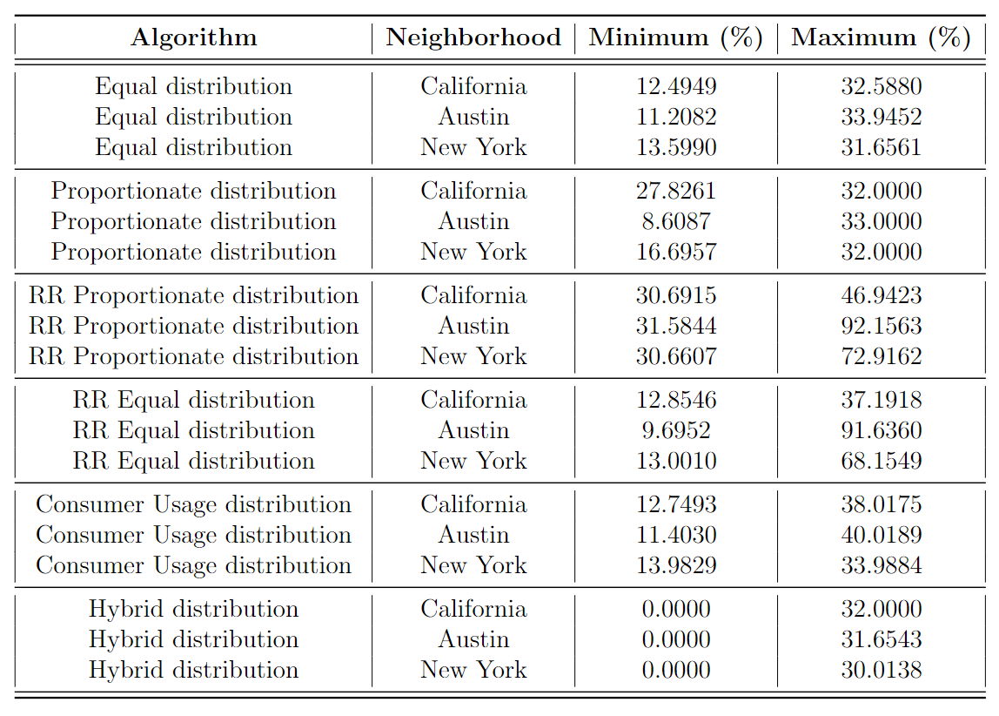 Algorithm Neighborhood Minimum (%) Maximum (%)
Equal distribution California 12.4949 32.5880
Equal distribution Austin 11.2082 33.9452
Equal distribution New York 13.5990 31.6561
Proportionate distribution California 27.8261 32.0000
Proportionate distribution Austin 8.6087 33.0000
Proportionate distribution New York 16.6957 32.0000
RR Proportionate distribution California 30.6915 46.9423
RR Proportionate distribution Austin 31.5844 92.1563
RR Proportionate distribution New York 30.6607 72.9162
RR Equal distribution California 12.8546 37.1918
RR Equal distribution Austin 9.6952 91.6360
RR Equal distribution New York 13.0010 68.1549
Consumer Usage distribution California 12.7493 38.0175
Consumer Usage distribution Austin 11.4030 40.0189
Consumer Usage distribution New York 13.9829 33.9884
Hybrid distribution California 0.0000 32.0000
Hybrid distribution Austin 0.0000 31.6543
Hybrid distribution New York 0.0000 30.0138